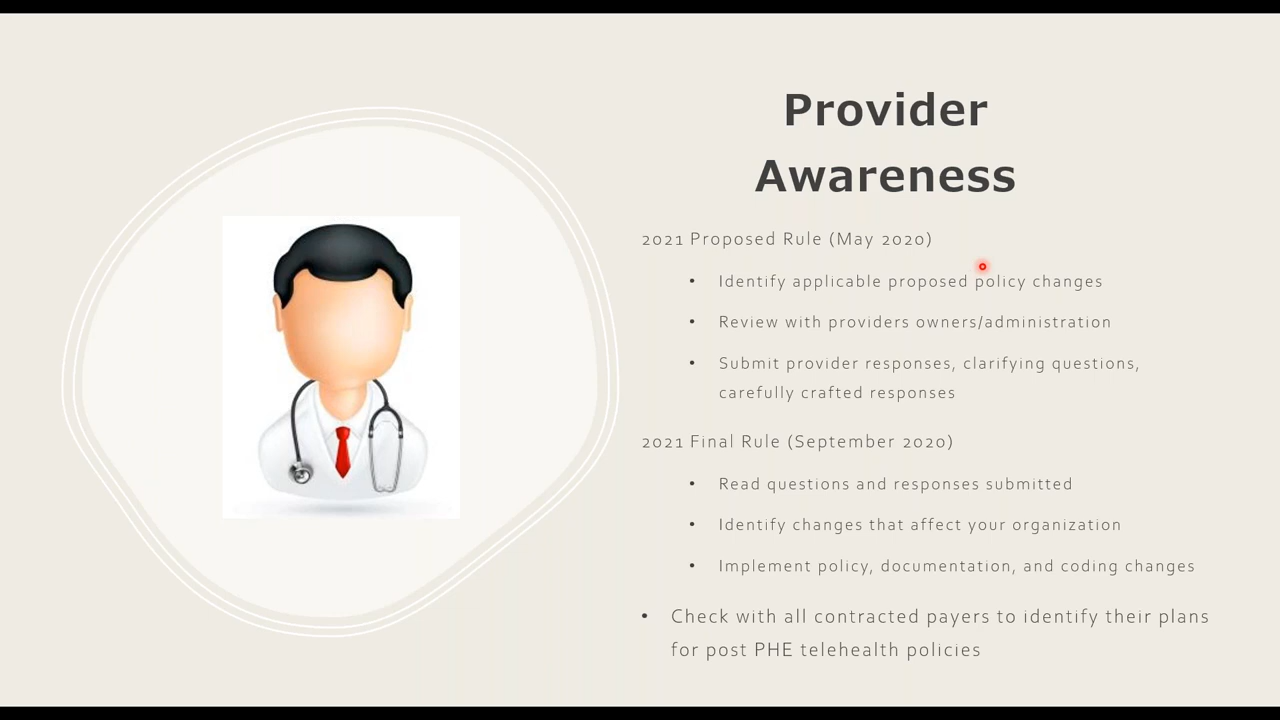 Provider
Awareness
2021 Proposed Rule (May 2020)
• Identify applicable proposed policy changes
• Review with providers owners/administration
• Submit provider responses, clarifying questions,
carefully crafted responses
2021 Final Rule (September 2020)
• Read questions and responses submitted
• Identify changes that affect your organization
• Implement policy, documentation, and coding changes
• Check with all contracted payers to identify their plans
for post PHE telehealth policies